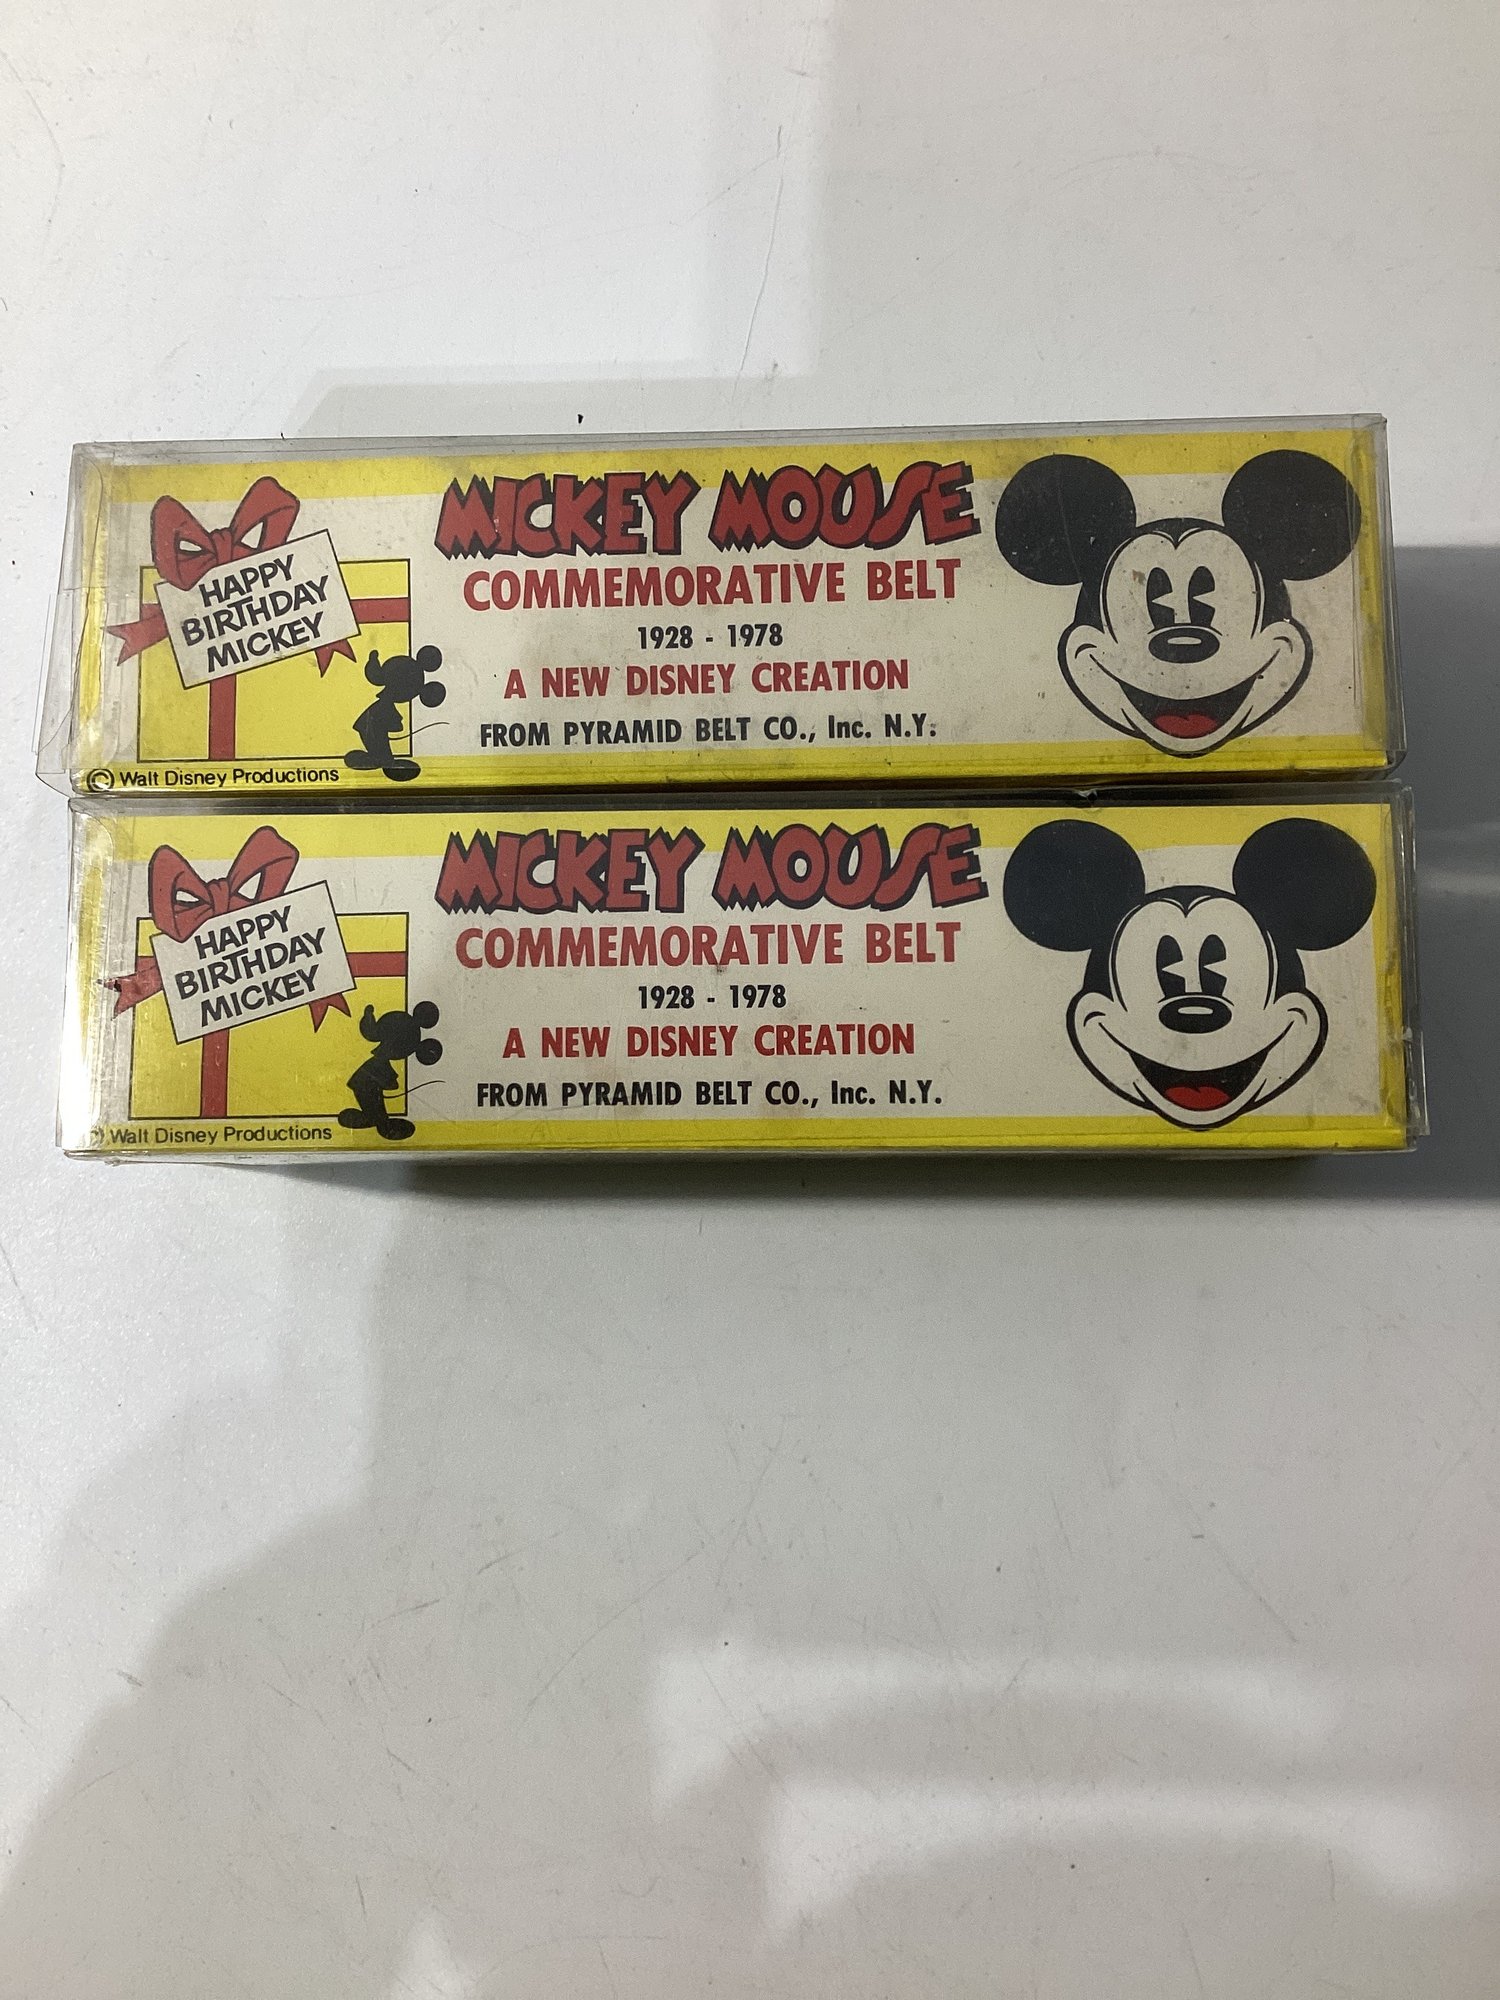 HAPPY
BIRTHDAY
MICKEY
MICKEY MOUSE
COMMEMORATIVE BELT
1928 - 1978
A NEW DISNEY CREATION
FROM PYRAMID BELT CO., Inc. N.Y.
© Walt Disney Productions
HAPPY
BIRTHDAY
MICKEY
MICKEY MOUSE
COMMEMORATIVE BELT
1928 - 1978
A NEW DISNEY CREATION
FROM PYRAMID BELT CO., Inc. N.Y.
© Walt Disney Productions